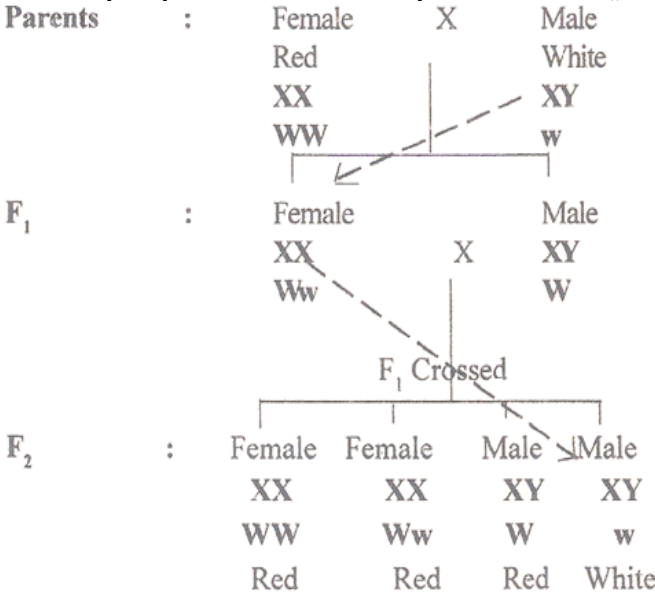 Parents : Female X Male
Red White
XX XY
WW w
F₁ : Female Male
XX X XY
Ww W
F₁ Crossed
F₂ : Female Female Male Male
XX XX XY XY
WW Ww W w
Red Red Red White